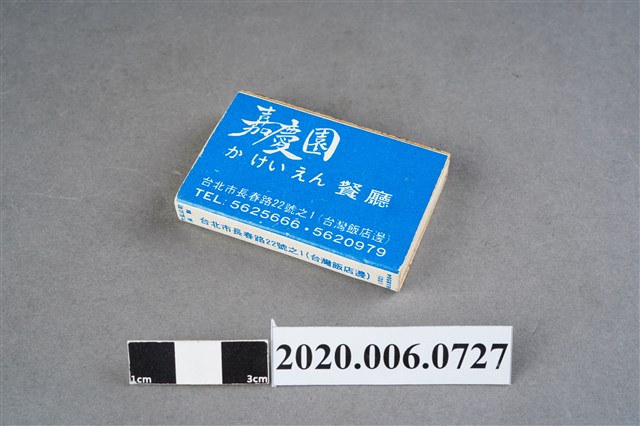 嘉慶園
かけいえん 餐廳
台北市長春路22號之1(台灣飯店邊)
TEL: 5625666・5620979
台北市長春路22號之1(台灣飯店邊)
1cm 3cm
2020.006.0727